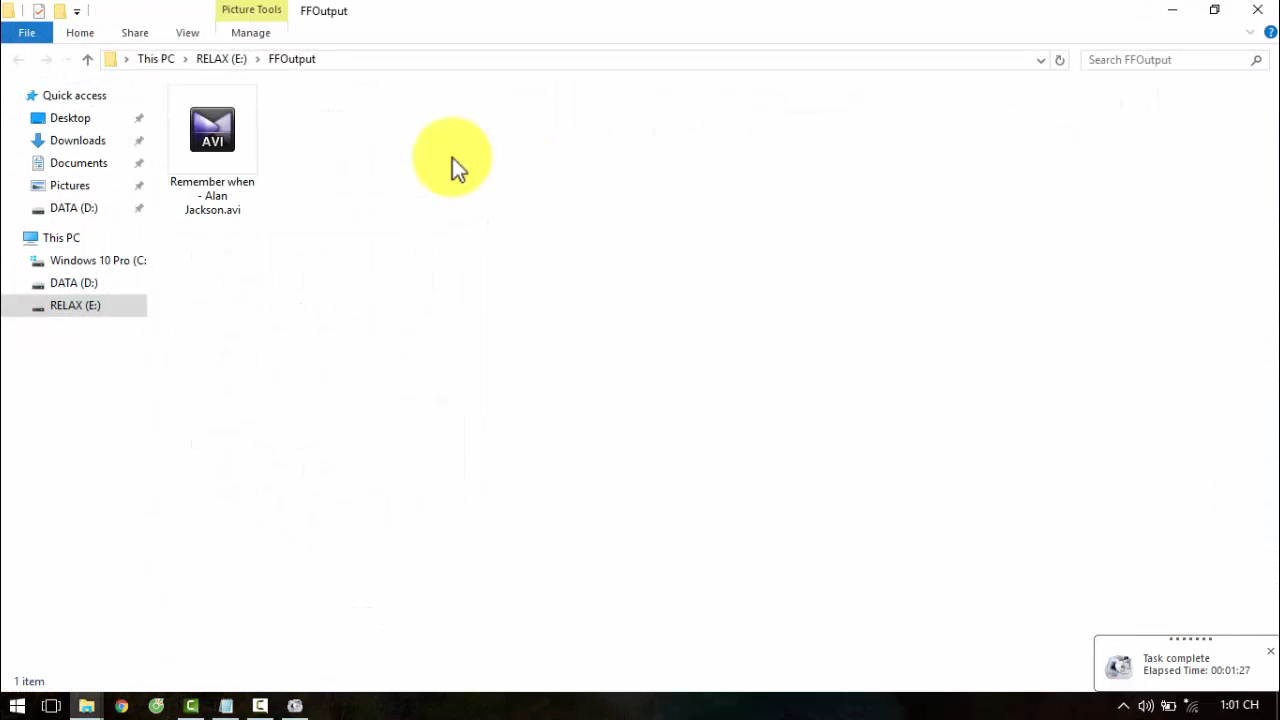 Picture Tools
FFOutput
File
Home
Share
View
Manage
This PC
RELAX (E:)
FFOutput
Search FFOutput
Quick access
Desktop
Downloads
Documents
Pictures
DATA (D:)
This PC
Windows 10 Pro (C:
DATA (D:)
RELAX (E:)
AVI
Remember when
- Alan
Jackson.avi
Task complete
Elapsed Time: 00:01:27
1 item
1:01 CH